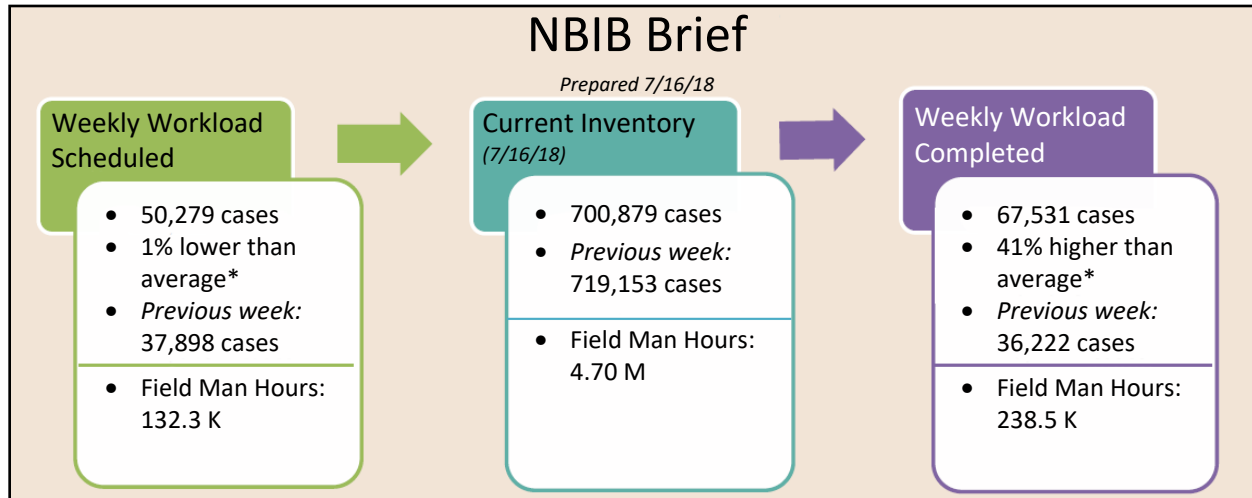 NBIB Brief
Prepared 7/16/18
Weekly Workload
Scheduled
• 50,279 cases
• 1% lower than
average*
• Previous week:
37,898 cases
• Field Man Hours:
132.3 K
Current Inventory
(7/16/18)
• 700,879 cases
• Previous week:
719,153 cases
• Field Man Hours:
4.70 M
Weekly Workload
Completed
• 67,531 cases
• 41% higher than
average*
• Previous week:
36,222 cases
• Field Man Hours:
238.5 K